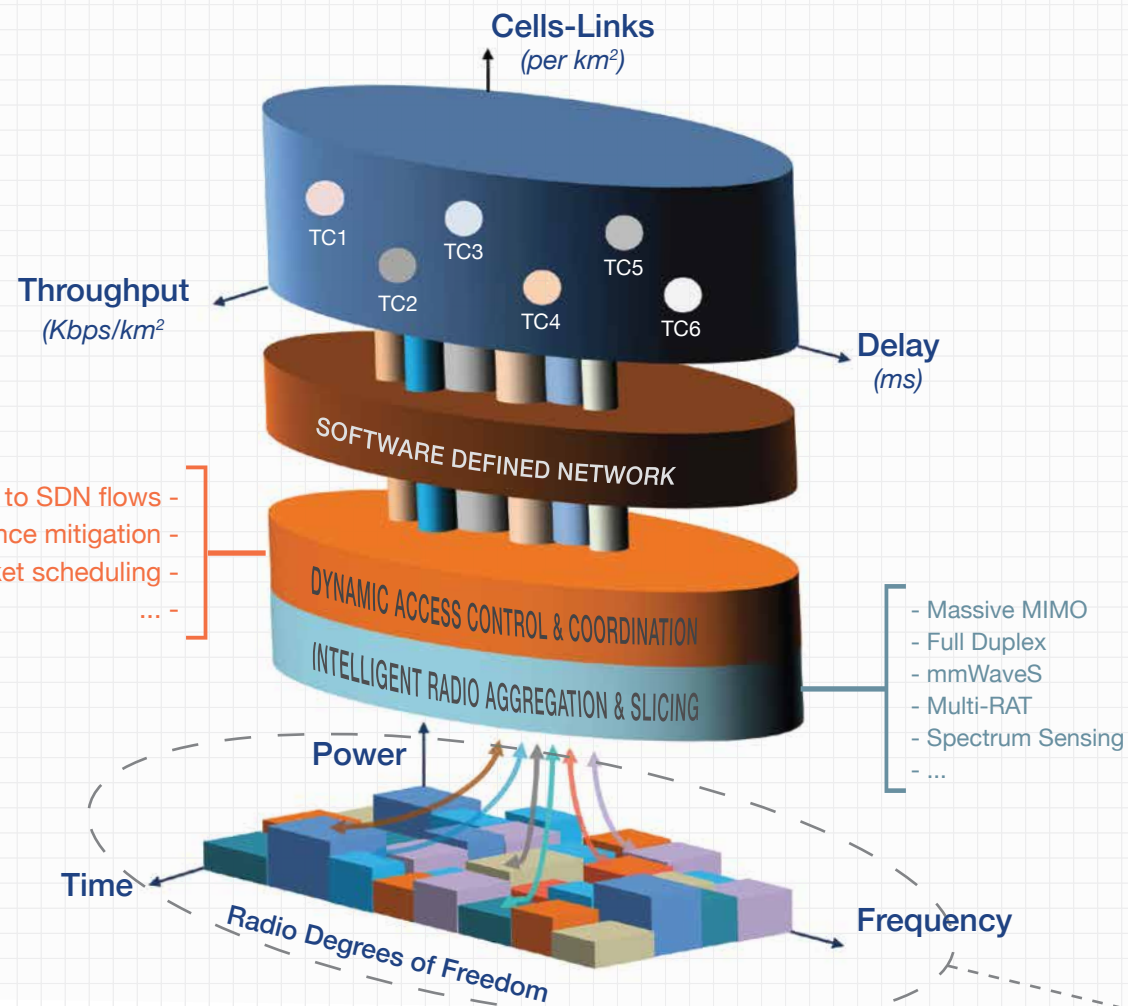 Cells-Links
(per km²)
TC1
TC3
TC5
TC2
TC4
TC6
Throughput
(Kbps/km²
Delay
(ms)
SOFTWARE DEFINED NETWORK
to SDN flows -
mitigation -
scheduling -
... -
DYNAMIC ACCESS CONTROL & COORDINATION
INTELLIGENT RADIO AGGREGATION & SLICING
- Massive MIMO
- Full Duplex
- mmWaveS
- Multi-RAT
- Spectrum Sensing
- ...
Power
Time
Frequency
Radio Degrees of Freedom